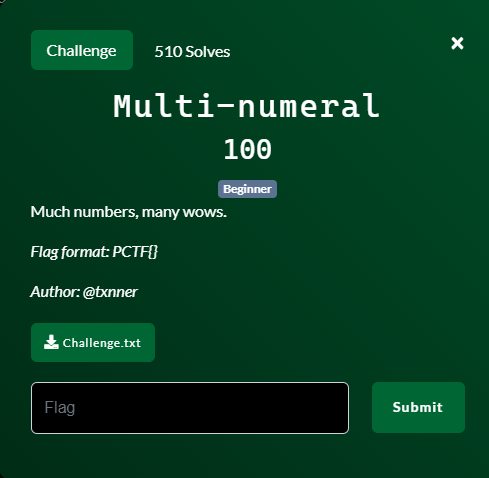 Challenge 510 Solves ×
Multi-numeral
100
Beginner
Much numbers, many wows.
Flag format: PCTF{}
Author: @txnner
Challenge.txt
Flag Submit